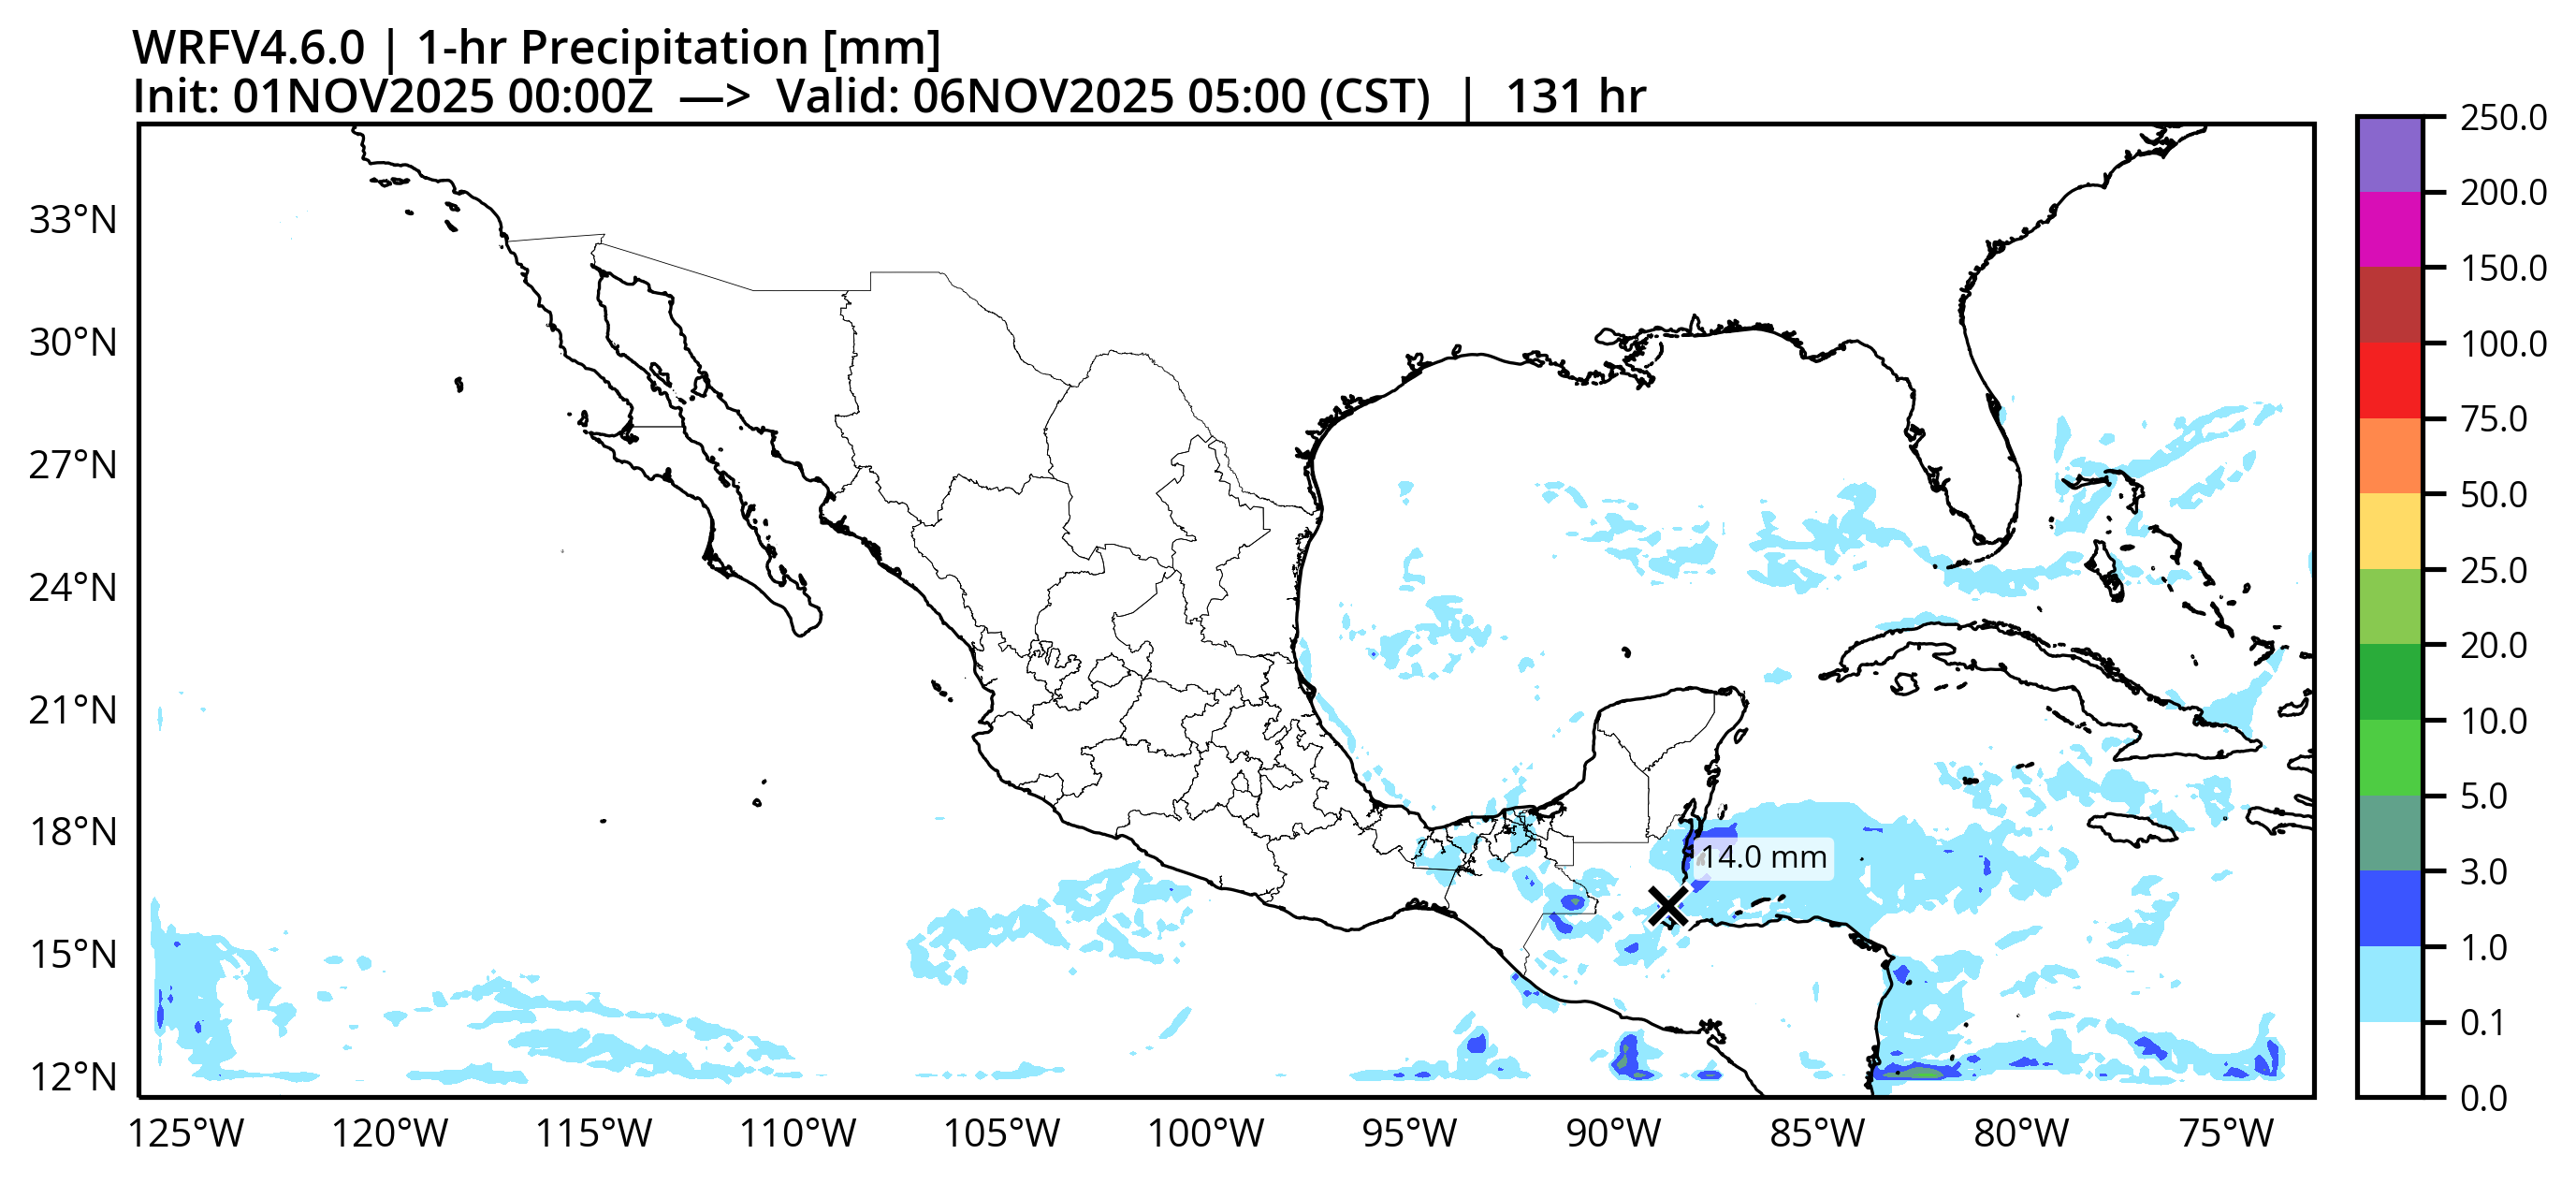 WRFV4.6.0 | 1-hr Precipitation [mm]
Init: 01NOV2025 00:00Z —> Valid: 06NOV2025 05:00 (CST) | 131 hr
33°N
30°N
27°N
24°N
21°N
18°N
15°N
12°N
125°W 120°W 115°W 110°W 105°W 100°W 95°W 90°W 85°W 80°W 75°W
14.0 mm
250.0
200.0
150.0
100.0
75.0
50.0
25.0
20.0
10.0
5.0
3.0
1.0
0.1
0.0